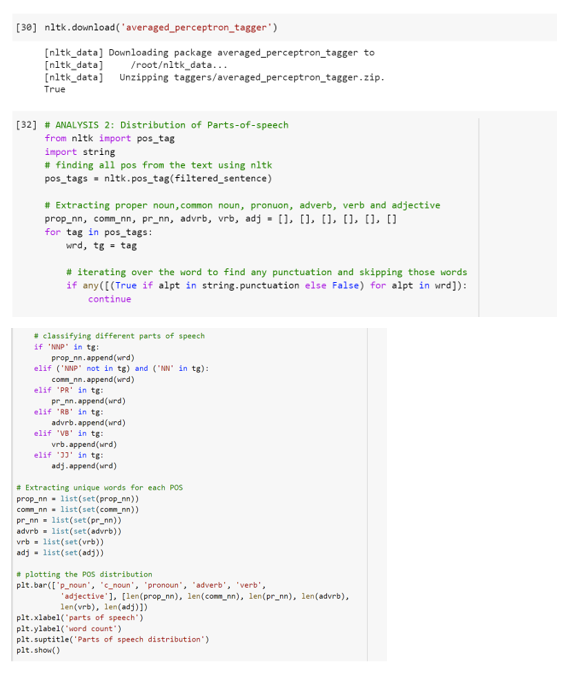 [30] nltk.download('averaged_perceptron_tagger')
[nltk_data] Downloading package averaged_perceptron_tagger to
[nltk_data]     /root/nltk_data...
[nltk_data]   Unzipping taggers/averaged_perceptron_tagger.zip.
True
[32] # ANALYSIS 2: Distribution of Parts-of-speech
from nltk import pos_tag
import string
# finding all pos from the text using nltk
pos_tags = nltk.pos_tag(filtered_sentence)
# Extracting proper noun,common noun, pronuon, adverb, verb and adjective
prop_nn, comm_nn, pr_nn, advrb, vrb, adj = [], [], [], [], [], []
for tag in pos_tags:
    wrd, tg = tag
    # iterating over the word to find any punctuation and skipping those words
    if any([(True if alpt in string.punctuation else False) for alpt in wrd]):
        continue
    # classifying different parts of speech
    if 'NNP' in tg:
        prop_nn.append(wrd)
    elif ('NNP' not in tg) and ('NN' in tg):
        comm_nn.append(wrd)
    elif 'PR' in tg:
        pr_nn.append(wrd)
    elif 'RB' in tg:
        advrb.append(wrd)
    elif 'VB' in tg:
        vrb.append(wrd)
    elif 'JJ' in tg:
        adj.append(wrd)
# Extracting unique words for each POS
prop_nn = list(set(prop_nn))
comm_nn = list(set(comm_nn))
pr_nn = list(set(pr_nn))
advrb = list(set(advrb))
vrb = list(set(vrb))
adj = list(set(adj))
# plotting the POS distribution
plt.bar(['p_noun', 'c_noun', 'pronoun', 'adverb', 'verb',
          'adjective'], [len(prop_nn), len(comm_nn), len(pr_nn), len(advrb),
          len(vrb), len(adj)])
plt.xlabel('parts of speech')
plt.ylabel('word count')
plt.suptitle('Parts of speech distribution')
plt.show()